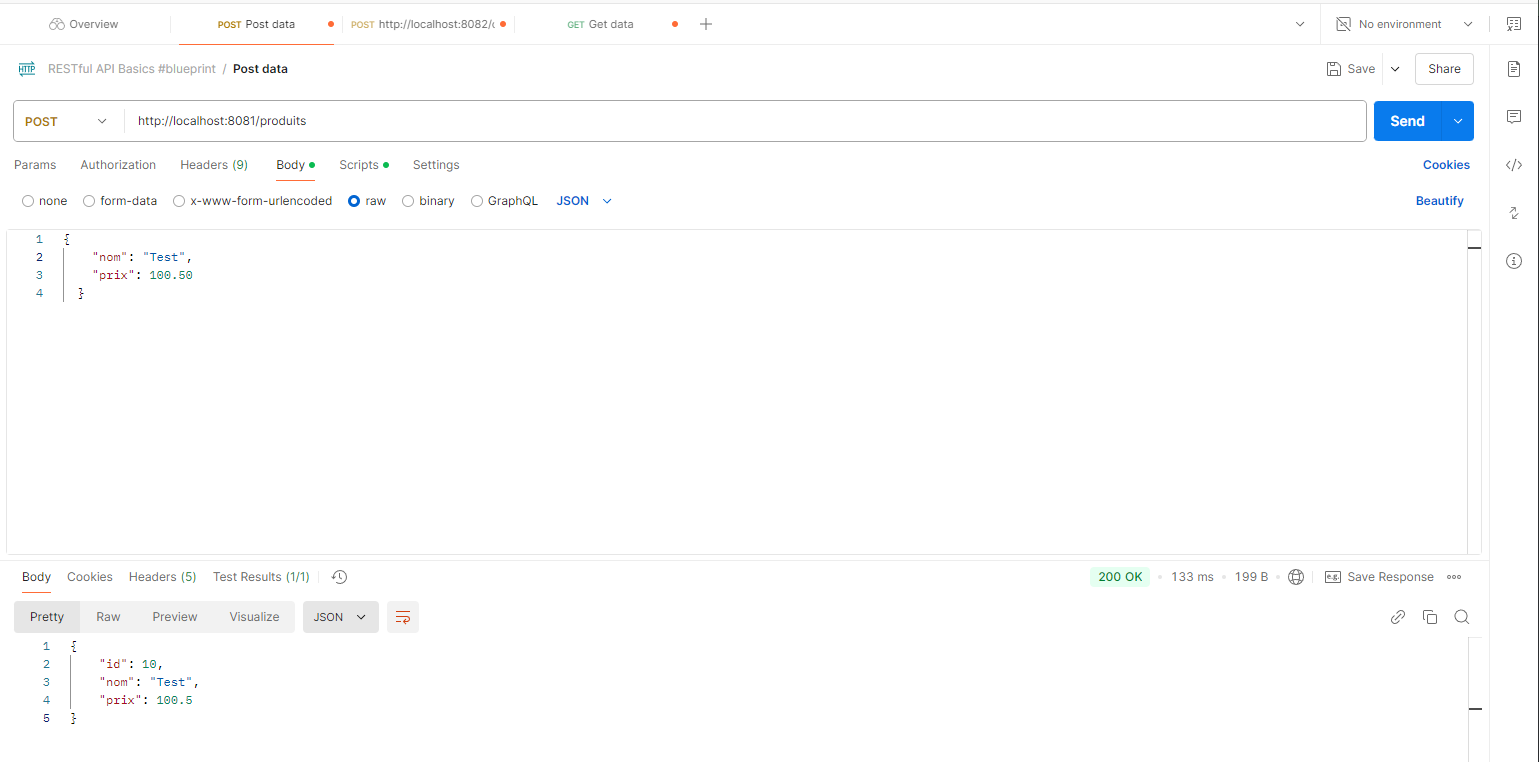 Overview POST Post data POST http://localhost:8082/c GET Get data No environment
HTTP RESTful API Basics #blueprint / Post data Save Share
POST http://localhost:8081/produits Send
Params Authorization Headers (9) Body Scripts Settings Cookies
none form-data x-www-form-urlencoded raw binary GraphQL JSON Beautify
1 {
2 "nom": "Test",
3 "prix": 100.50
4 }
Body Cookies Headers (5) Test Results (1/1) 200 OK 133 ms 199 B e.g. Save Response
Pretty Raw Preview Visualize JSON
1 {
2 "id": 10,
3 "nom": "Test",
4 "prix": 100.5
5 }